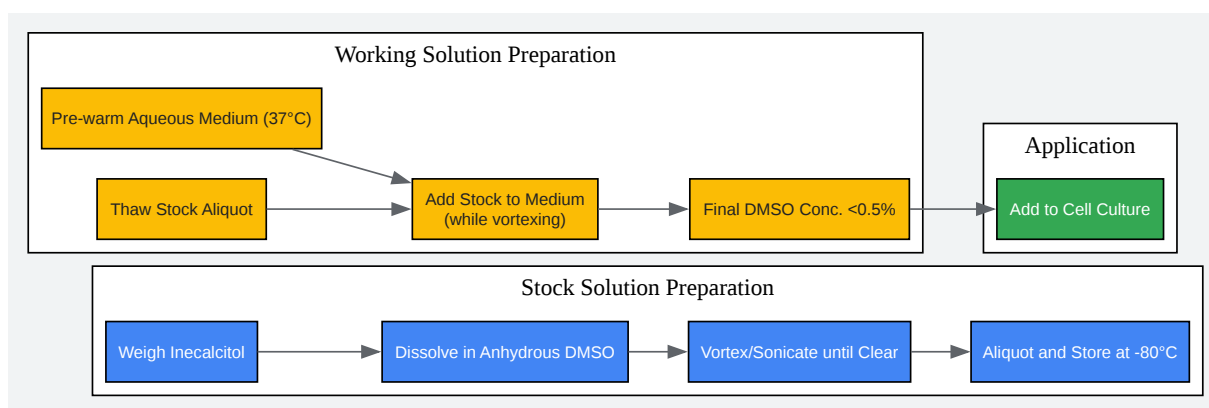 Working Solution Preparation
Pre-warm Aqueous Medium (37°C)
Thaw Stock Aliquot
Add Stock to Medium
(while vortexing)
Final DMSO Conc. <0.5%
Application
Add to Cell Culture
Stock Solution Preparation
Weigh Inecalcitol
Dissolve in Anhydrous DMSO
Vortex/Sonicate until Clear
Aliquot and Store at -80°C